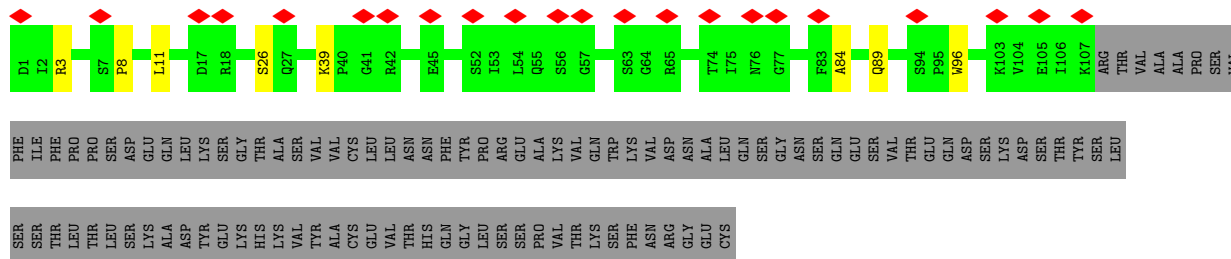 D1 I2 R3 S7 P8 L11 D17 R18 S26 Q27 K39 P40 G41 R42 E45 S52 I53 L54 Q55 S56 G57 S63 G64 R65 T74 I75 N76 G77 F83 A84 Q89 S94 P95 W96 K103 V104 E105 I106 K107 ARG THR VAL ALA ALA PRO SER VAL
PHE ILE PHE PRO PRO SER ASP GLU GLN LEU LYS SER GLY THR ALA SER VAL VAL CYS LEU LEU ASN ASN PHE TYR PRO ARG GLU ALA LYS VAL GLN TRP LYS VAL ASP ASN ALA LEU GLN SER GLY ASN SER GLN GLU SER VAL THR GLU GLN ASP SER LYS ASP SER THR TYR SER LEU
SER SER THR LEU THR LEU SER LYS ALA ASP TYR GLU LYS HIS LYS VAL TYR ALA CYS GLU VAL THR HIS GLN GLY LEU SER SER PRO VAL THR LYS SER PHE ASN ARG GLY GLU CYS